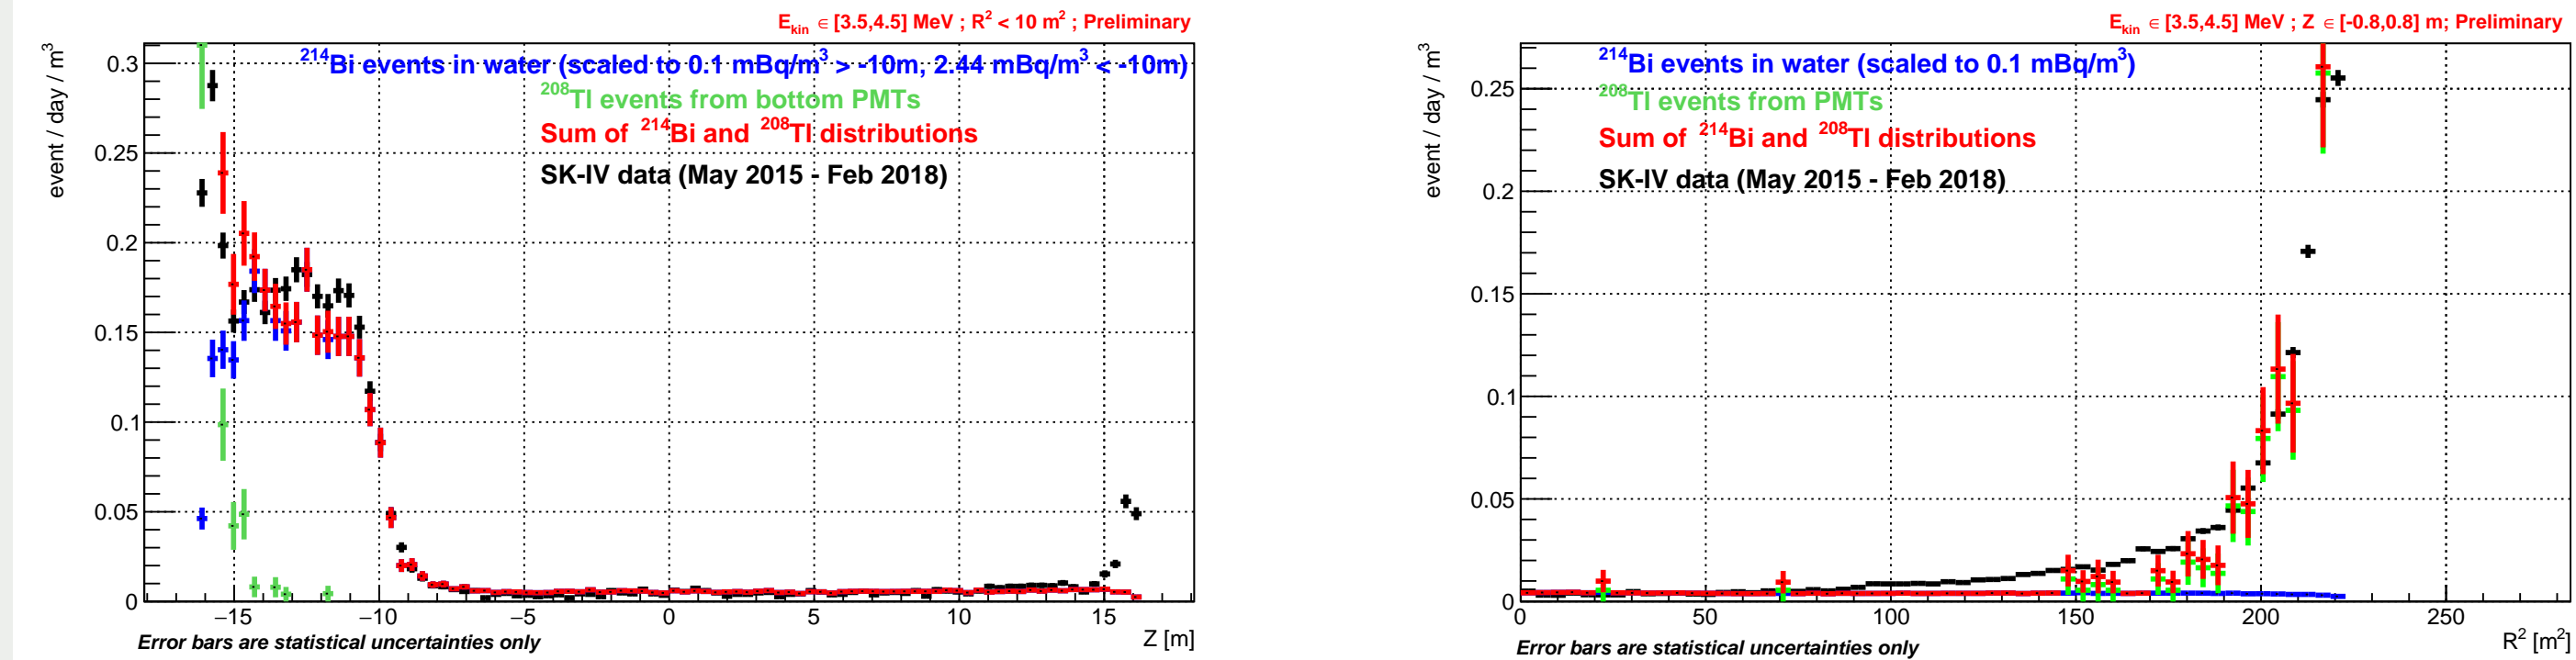 E_kin ∈ [3.5,4.5] MeV ; R² < 10 m² ; Preliminary
event / day / m³
²¹⁴Bi events in water (scaled to 0.1 mBq/m³ > -10m, 2.44 mBq/m³ < -10m)
²⁰⁸Tl events from bottom PMTs
Sum of ²¹⁴Bi and ²⁰⁸Tl distributions
SK-IV data (May 2015 - Feb 2018)
0.3
0.25
0.2
0.15
0.1
0.05
0
−15 −10 −5 0 5 10 15
Z [m]
Error bars are statistical uncertainties only
E_kin ∈ [3.5,4.5] MeV ; Z ∈ [-0.8,0.8] m; Preliminary
event / day / m³
²¹⁴Bi events in water (scaled to 0.1 mBq/m³)
²⁰⁸Tl events from PMTs
Sum of ²¹⁴Bi and ²⁰⁸Tl distributions
SK-IV data (May 2015 - Feb 2018)
0.25
0.2
0.15
0.1
0.05
0
0 50 100 150 200 250
R² [m²]
Error bars are statistical uncertainties only